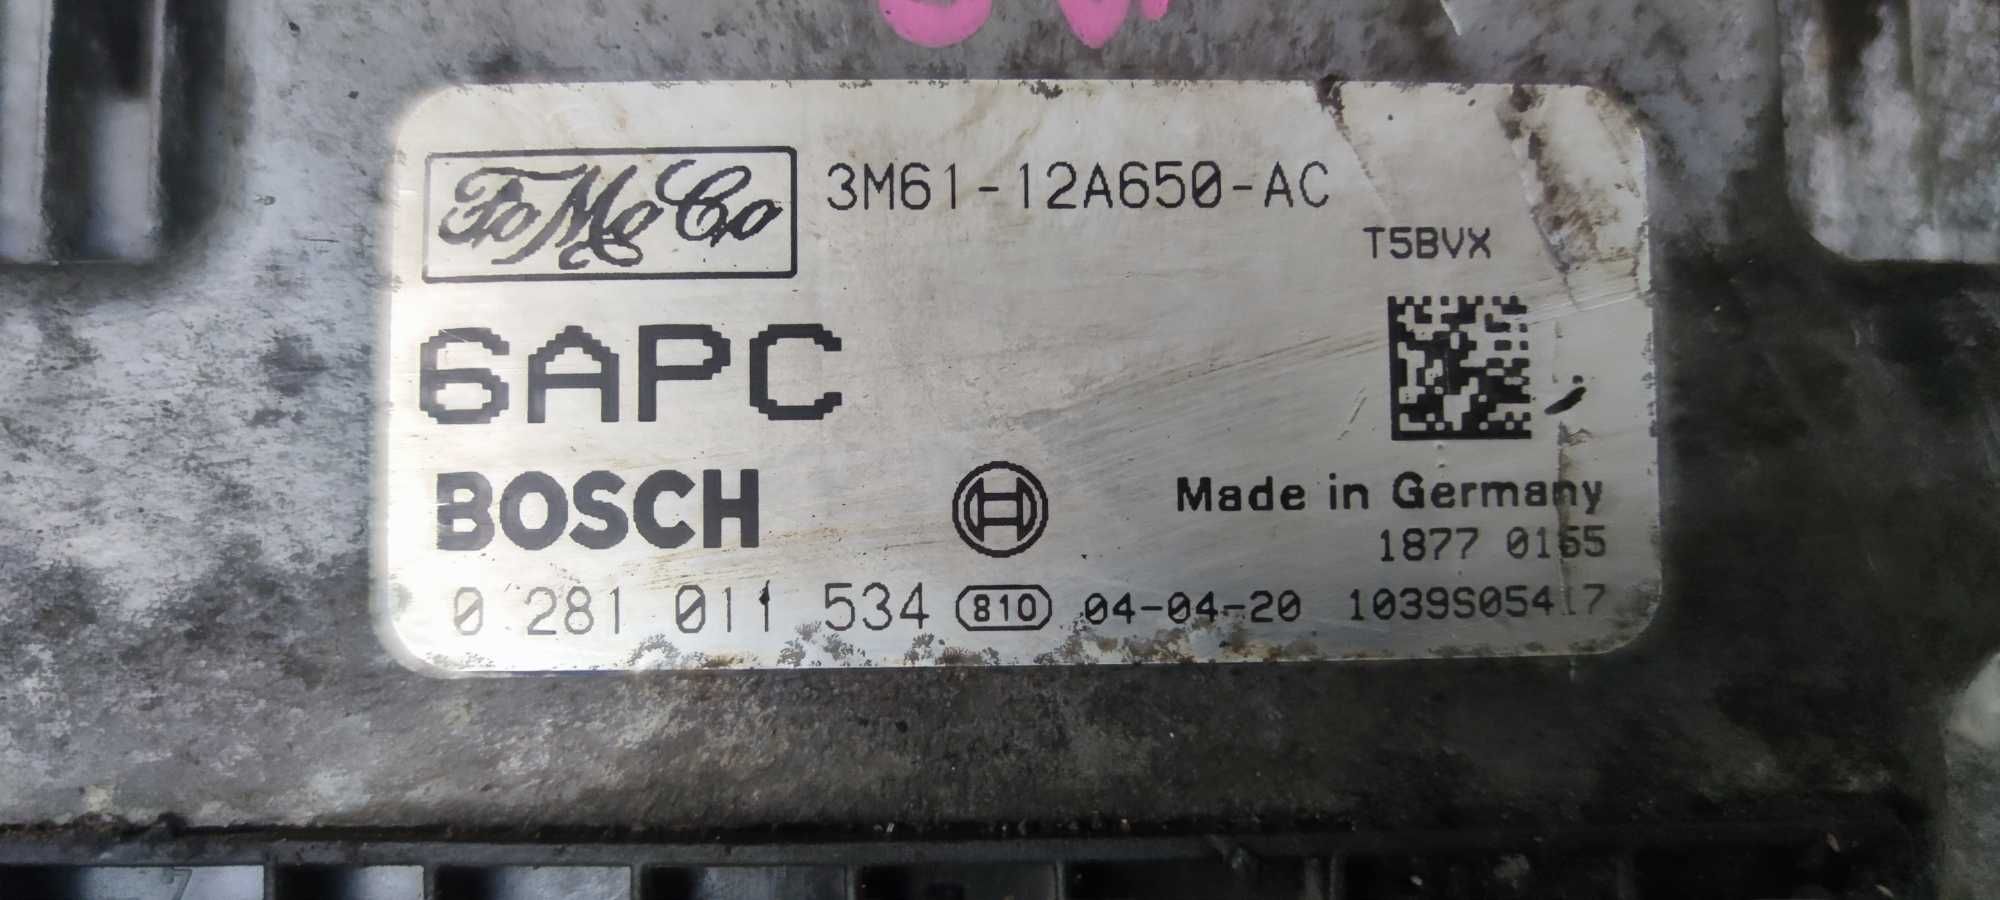 FoMoCo 3M61-12A650-AC
T5BVX
6APC
BOSCH
Made in Germany
1877 0165
0 281 011 534 810 04-04-20